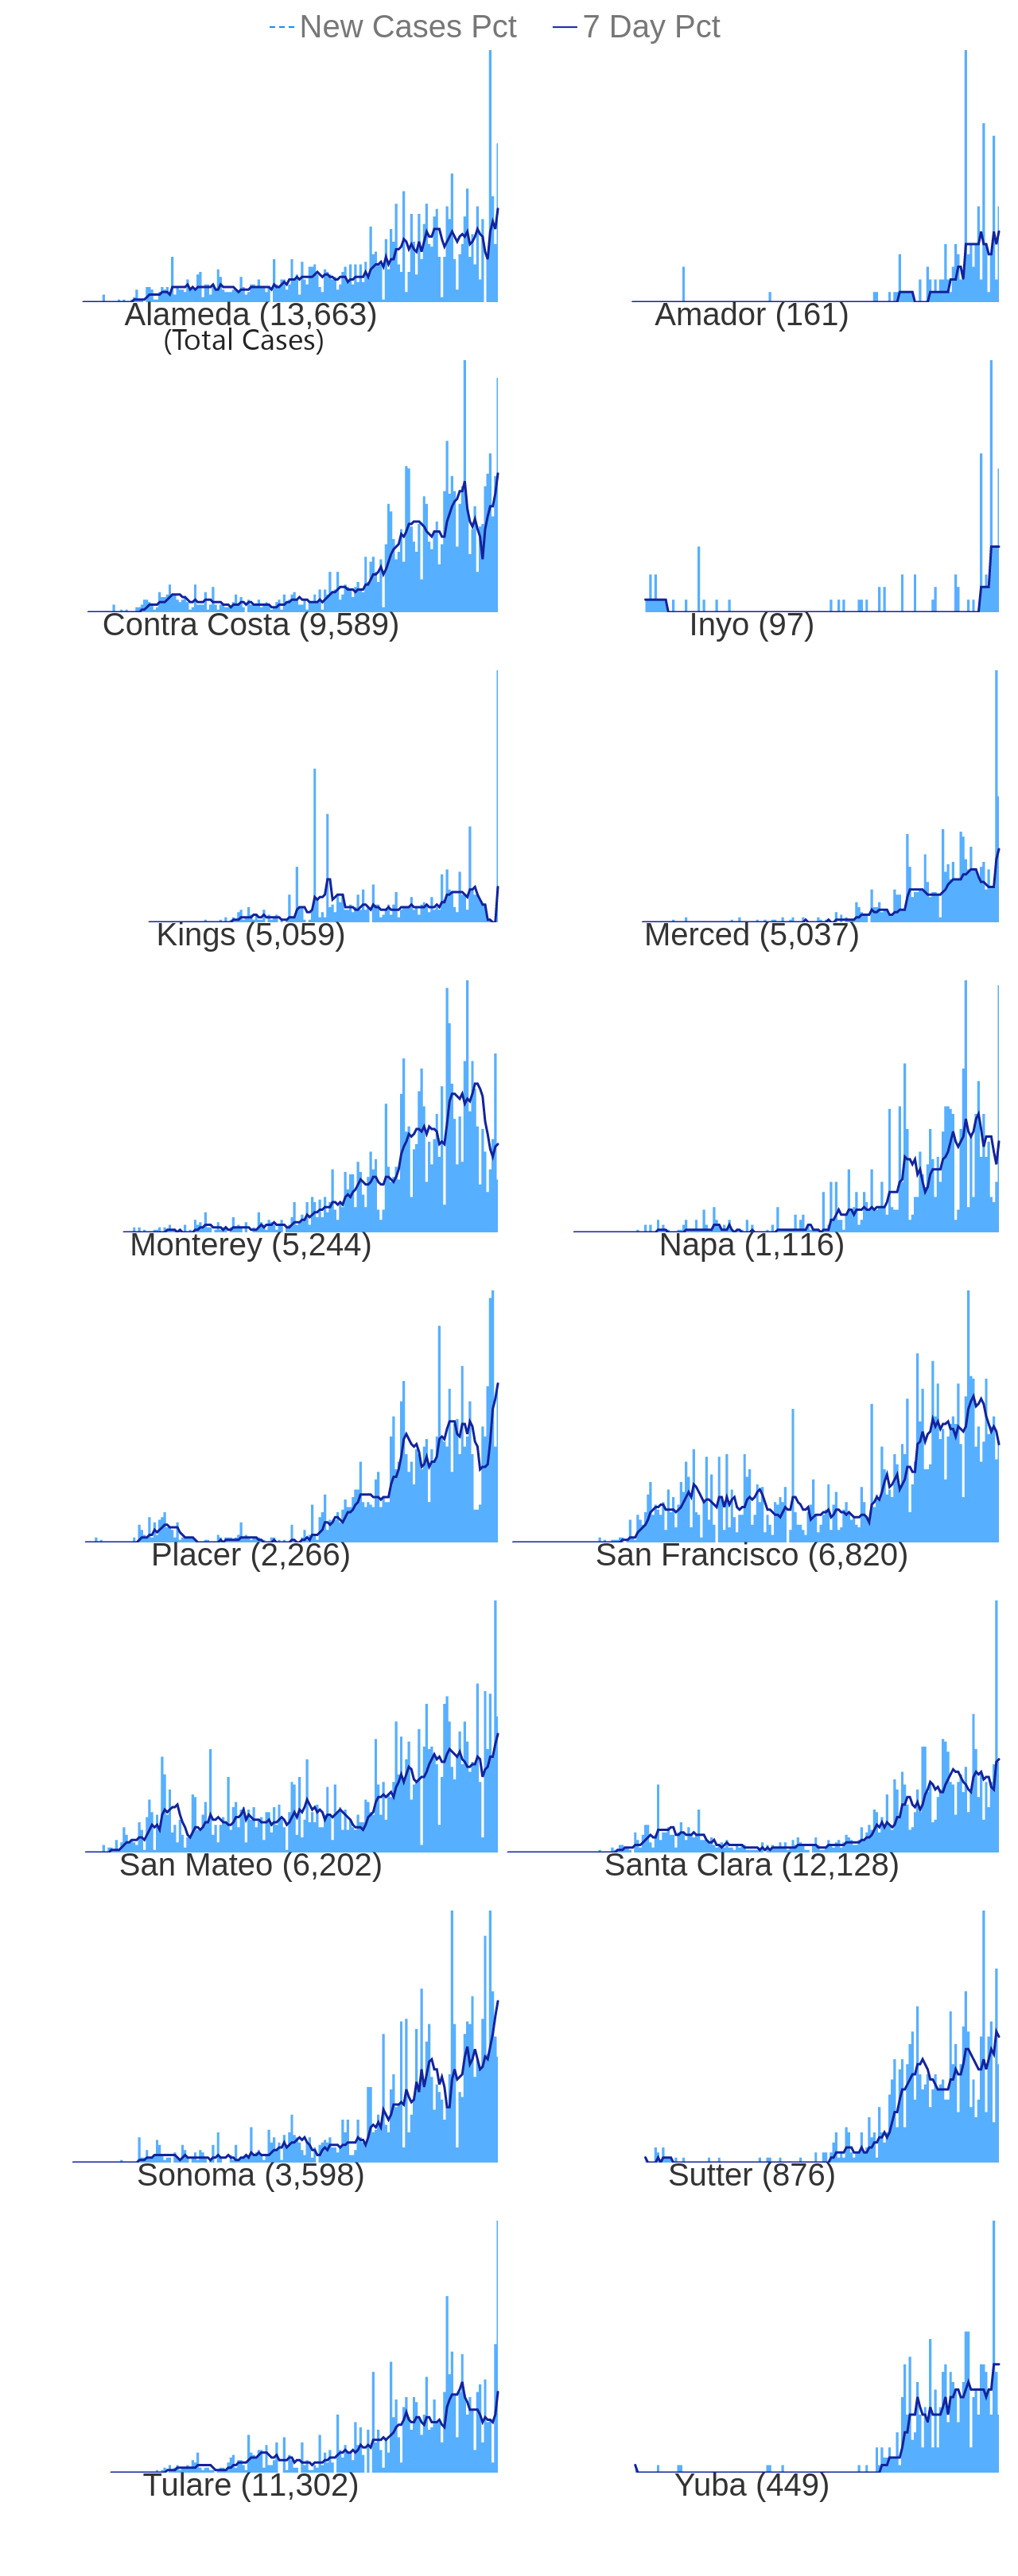 New Cases Pct 7 Day Pct
Alameda (13,663) Amador (161)
(Total Cases)
Contra Costa (9,589) Inyo (97)
Kings (5,059) Merced (5,037)
Monterey (5,244) Napa (1,116)
Placer (2,266) San Francisco (6,820)
San Mateo (6,202) Santa Clara (12,128)
Sonoma (3,598) Sutter (876)
Tulare (11,302) Yuba (449)